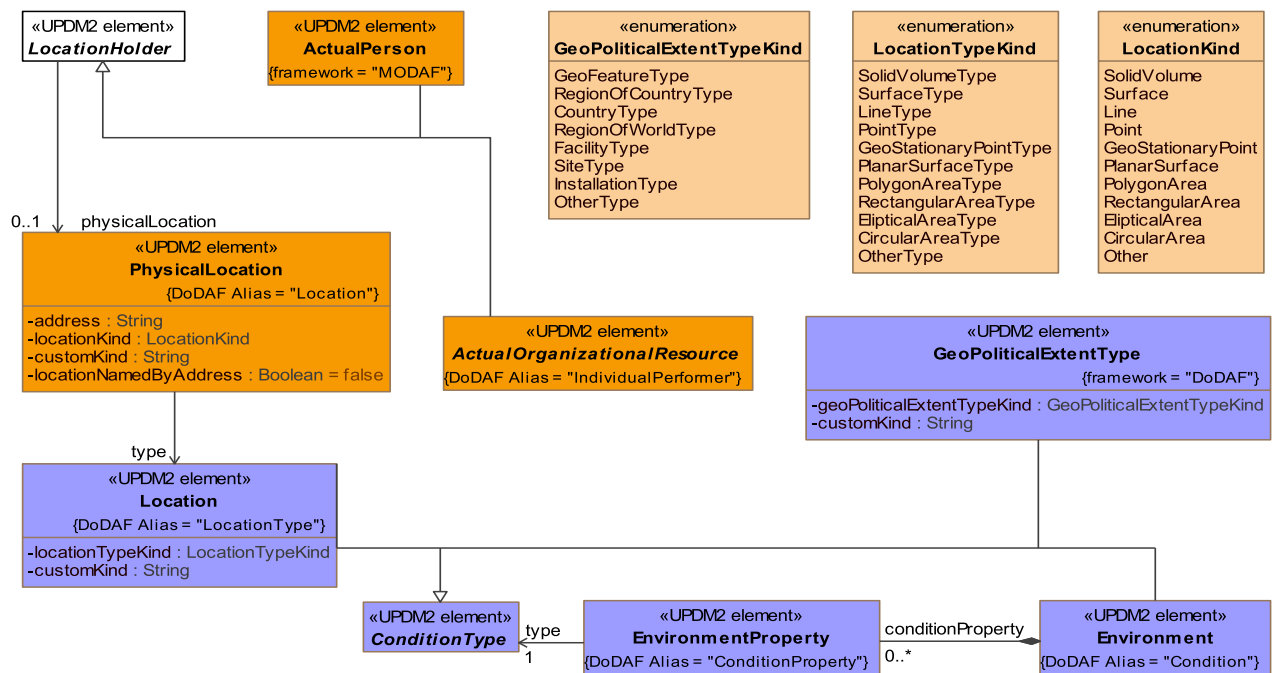 «UPDM2 element»
LocationHolder
«UPDM2 element»
ActualPerson
{framework = "MODAF"}
«enumeration»
GeoPoliticalExtentTypeKind
GeoFeatureType
RegionOfCountryType
CountryType
RegionOfWorldType
FacilityType
SiteType
InstallationType
OtherType
«enumeration»
LocationTypeKind
SolidVolumeType
SurfaceType
LineType
PointType
GeoStationaryPointType
PlanarSurfaceType
PolygonAreaType
RectangularAreaType
ElipticalAreaType
CircularAreaType
OtherType
«enumeration»
LocationKind
SolidVolume
Surface
Line
Point
GeoStationaryPoint
PlanarSurface
PolygonArea
RectangularArea
ElipticalArea
CircularArea
Other
0..1
physicalLocation
«UPDM2 element»
PhysicalLocation
{DoDAF Alias = "Location"}
-address : String
-locationKind : LocationKind
-customKind : String
-locationNamedByAddress : Boolean = false
«UPDM2 element»
ActualOrganizationalResource
{DoDAF Alias = "IndividualPerformer"}
«UPDM2 element»
GeoPoliticalExtentType
{framework = "DoDAF"}
-geoPoliticalExtentTypeKind : GeoPoliticalExtentTypeKind
-customKind : String
type
«UPDM2 element»
Location
{DoDAF Alias = "LocationType"}
-locationTypeKind : LocationTypeKind
-customKind : String
«UPDM2 element»
ConditionType
type
1
«UPDM2 element»
EnvironmentProperty
{DoDAF Alias = "ConditionProperty"}
conditionProperty
0..*
«UPDM2 element»
Environment
{DoDAF Alias = "Condition"}